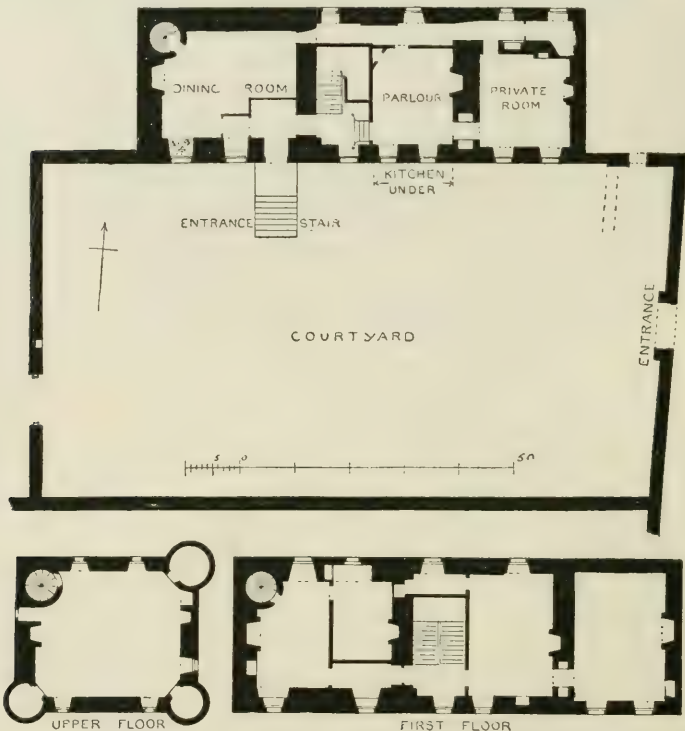 DINING ROOM
PARLOUR
PRIVATE
ROOM
KITCHEN
UNDER
ENTRANCE STAIR
ENTRANCE
COURTYARD
5 0 50
UPPER FLOOR
FIRST FLOOR